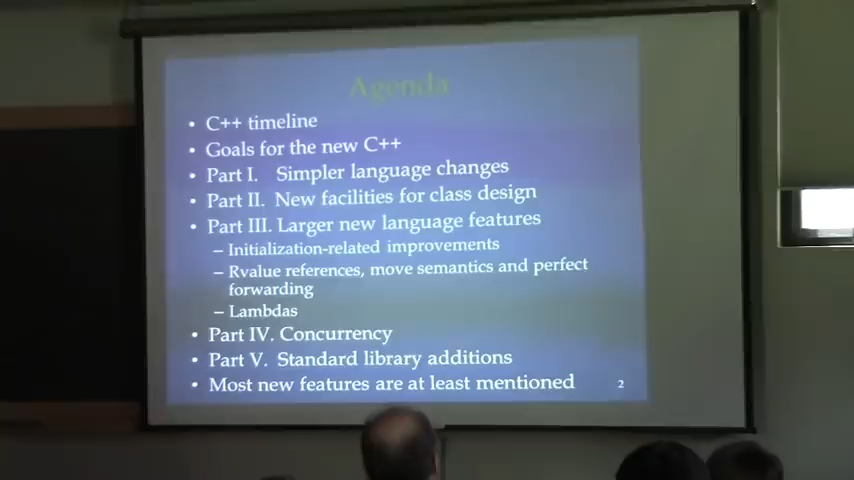 Agenda
• C++ timeline
• Goals for the new C++
• Part I. Simpler language changes
• Part II. New facilities for class design
• Part III. Larger new language features
– Initialization-related improvements
– Rvalue references, move semantics and perfect
forwarding
– Lambdas
• Part IV. Concurrency
• Part V. Standard library additions
• Most new features are at least mentioned
2